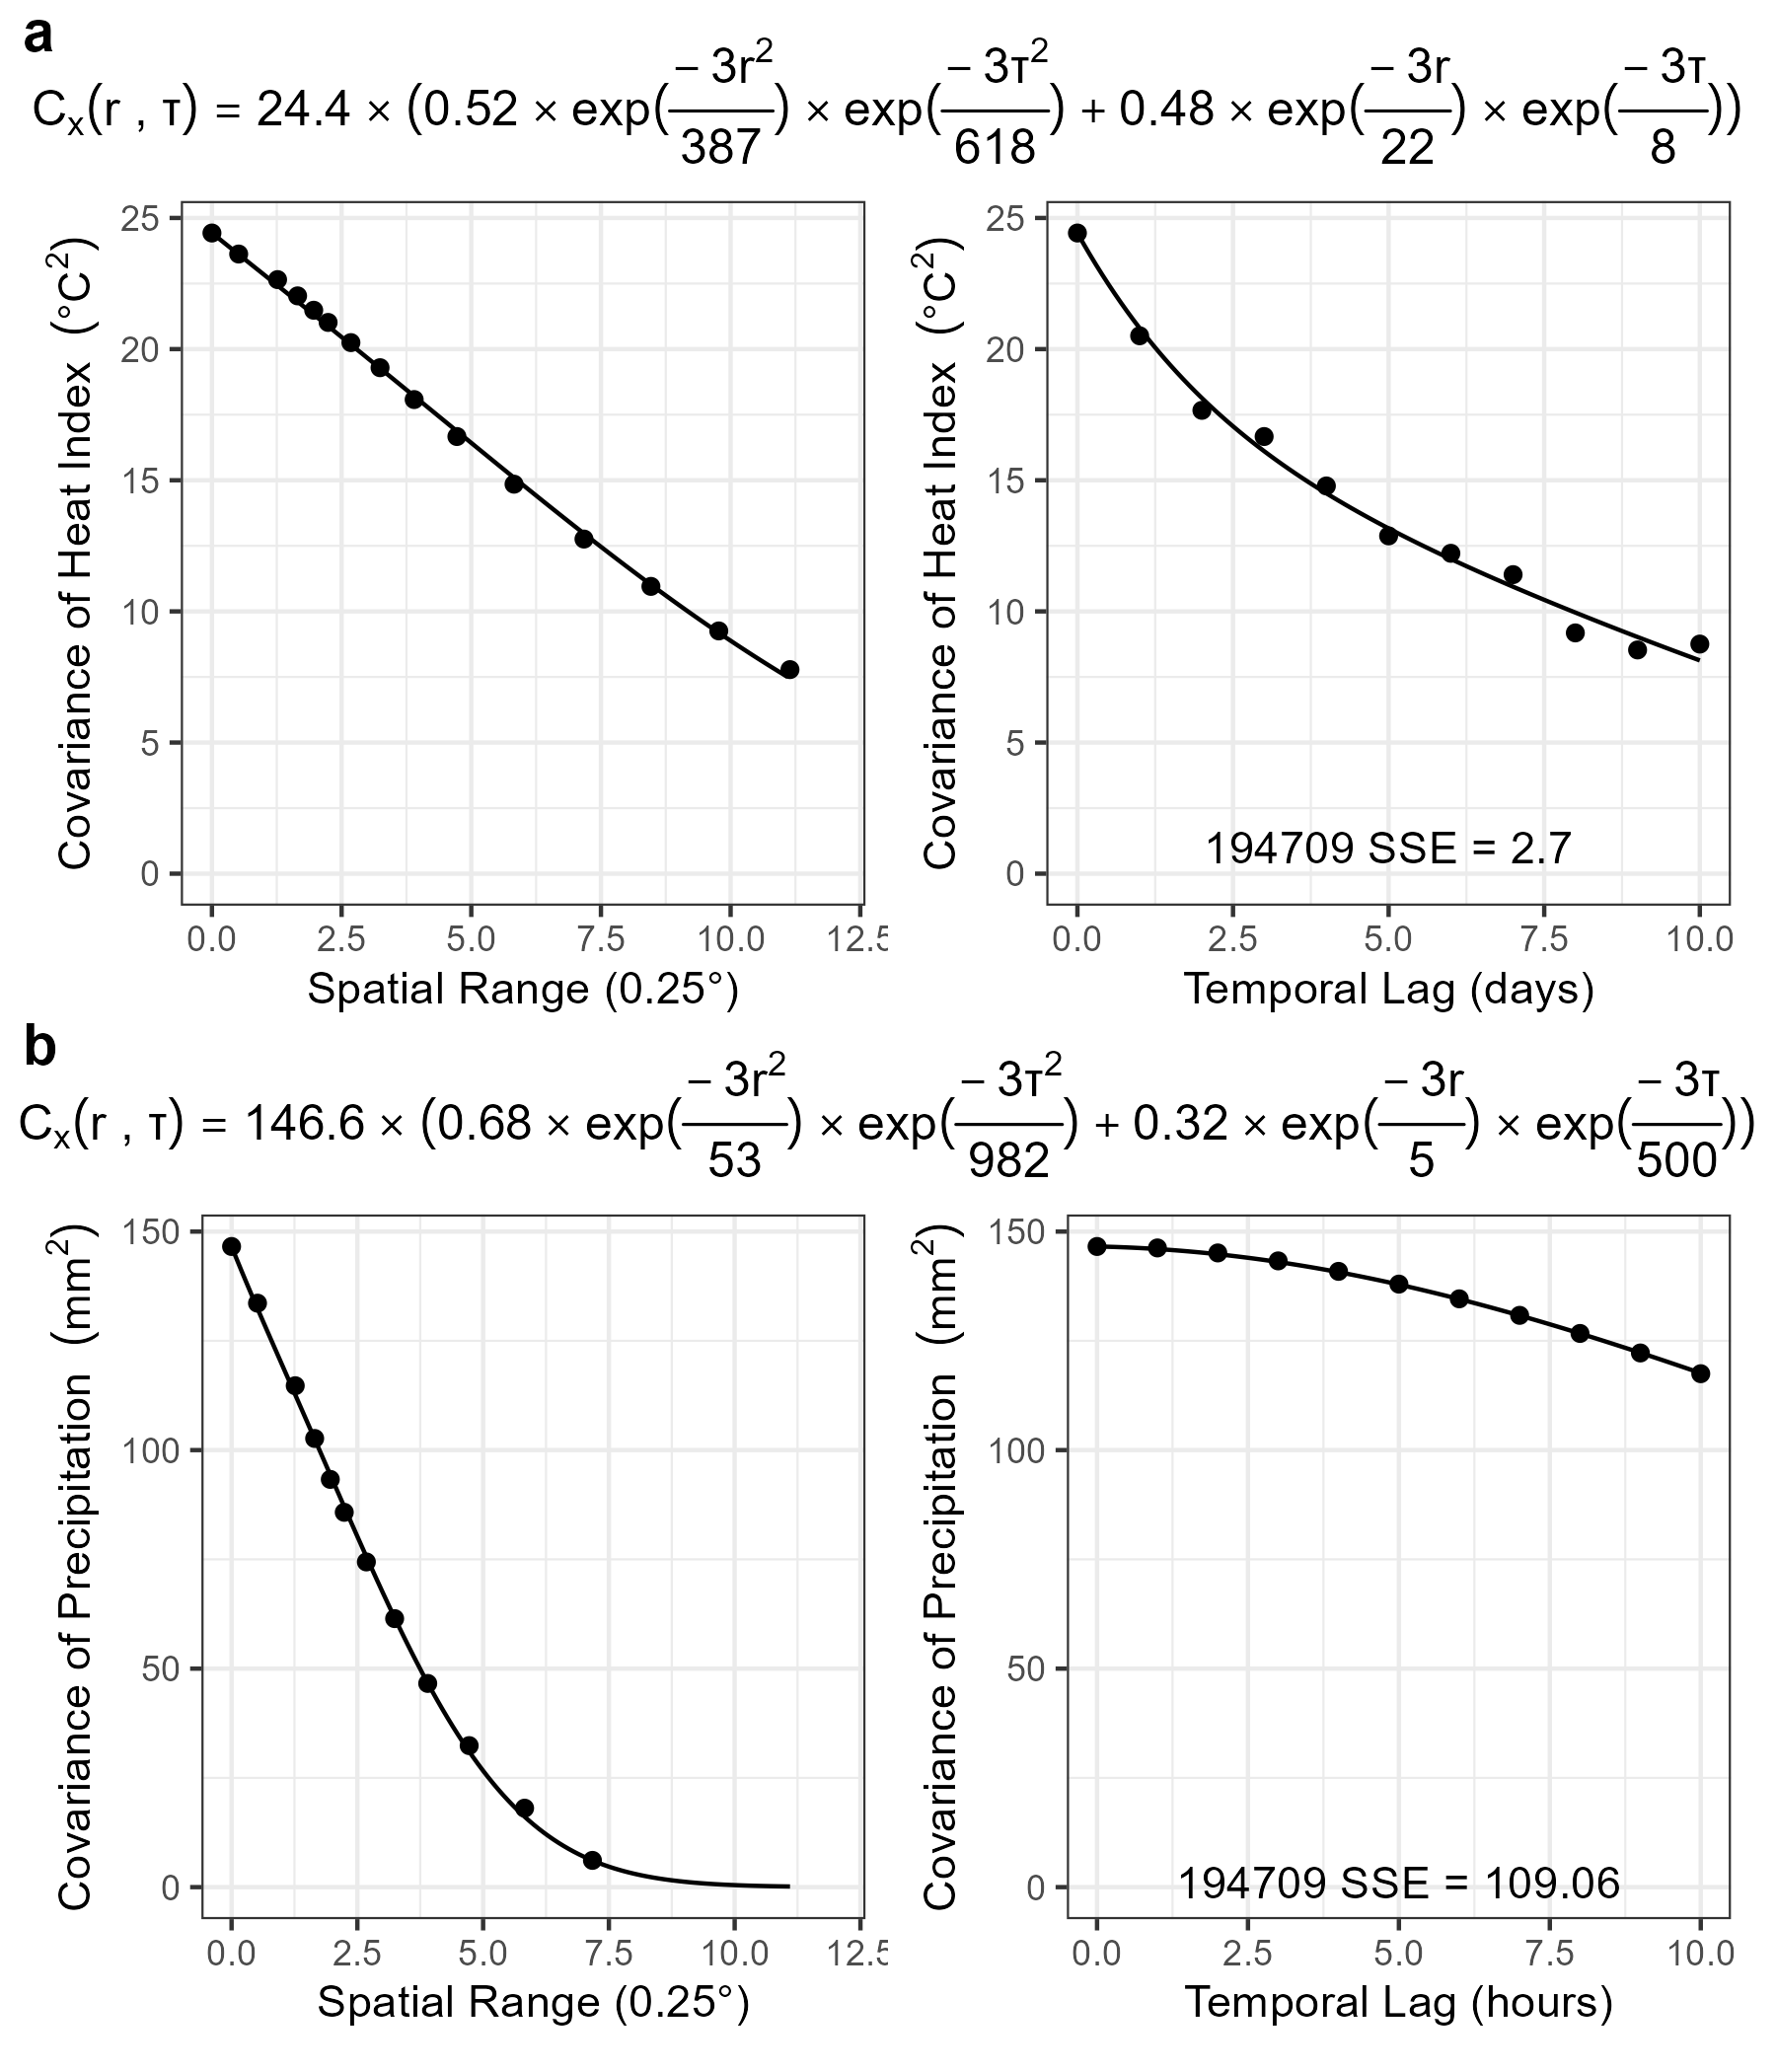 a
Cₓ(r , τ) = 24.4 × (0.52 × exp(− 3r²/387) × exp(− 3τ²/618) + 0.48 × exp(− 3r/22) × exp(− 3τ/8))
Covariance of Heat Index (°C²)
25
20
15
10
5
0
0.0 2.5 5.0 7.5 10.0 12.5
Spatial Range (0.25°)
Covariance of Heat Index (°C²)
25
20
15
10
5
0
194709 SSE = 2.7
0.0 2.5 5.0 7.5 10.0
Temporal Lag (days)
b
Cₓ(r , τ) = 146.6 × (0.68 × exp(− 3r²/53) × exp(− 3τ²/982) + 0.32 × exp(− 3r/5) × exp(− 3τ/500))
Covariance of Precipitation (mm²)
150
100
50
0
0.0 2.5 5.0 7.5 10.0 12.5
Spatial Range (0.25°)
Covariance of Precipitation (mm²)
150
100
50
0
194709 SSE = 109.06
0.0 2.5 5.0 7.5 10.0
Temporal Lag (hours)